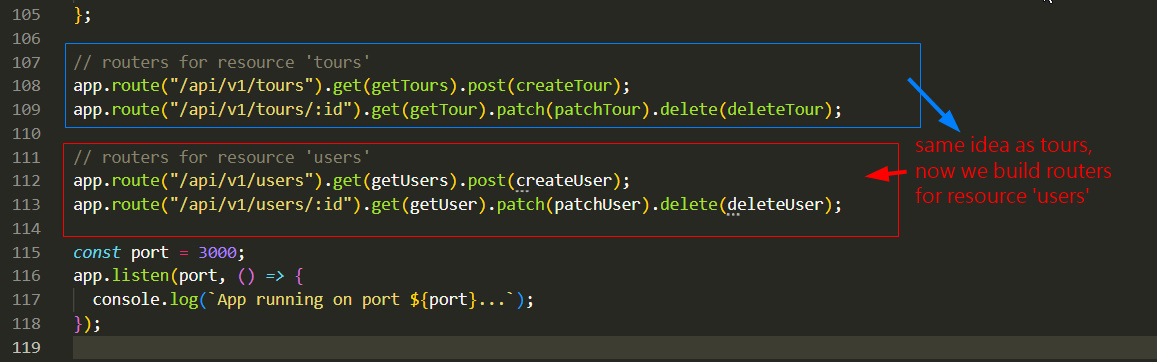 105 };
106
107 // routers for resource 'tours'
108 app.route("/api/v1/tours").get(getTours).post(createTour);
109 app.route("/api/v1/tours/:id").get(getTour).patch(patchTour).delete(deleteTour);
110
same idea as tours,
now we build routers
for resource 'users'
111 // routers for resource 'users'
112 app.route("/api/v1/users").get(getUsers).post(createUser);
113 app.route("/api/v1/users/:id").get(getUser).patch(patchUser).delete(deleteUser);
114
115 const port = 3000;
116 app.listen(port, () => {
117   console.log(`App running on port ${port}...`);
118 });
119